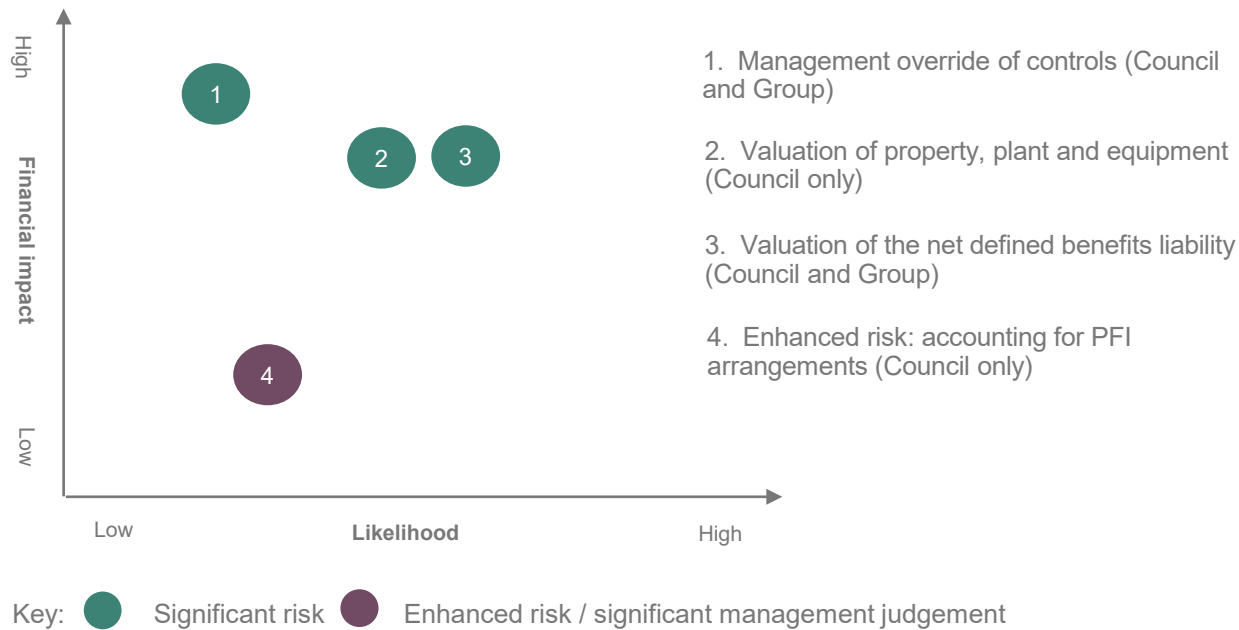 High
Financial impact
Low
1
2
3
4
Low
Likelihood
High
1. Management override of controls (Council
and Group)
2. Valuation of property, plant and equipment
(Council only)
3. Valuation of the net defined benefits liability
(Council and Group)
4. Enhanced risk: accounting for PFI
arrangements (Council only)
Key: Significant risk Enhanced risk / significant management judgement